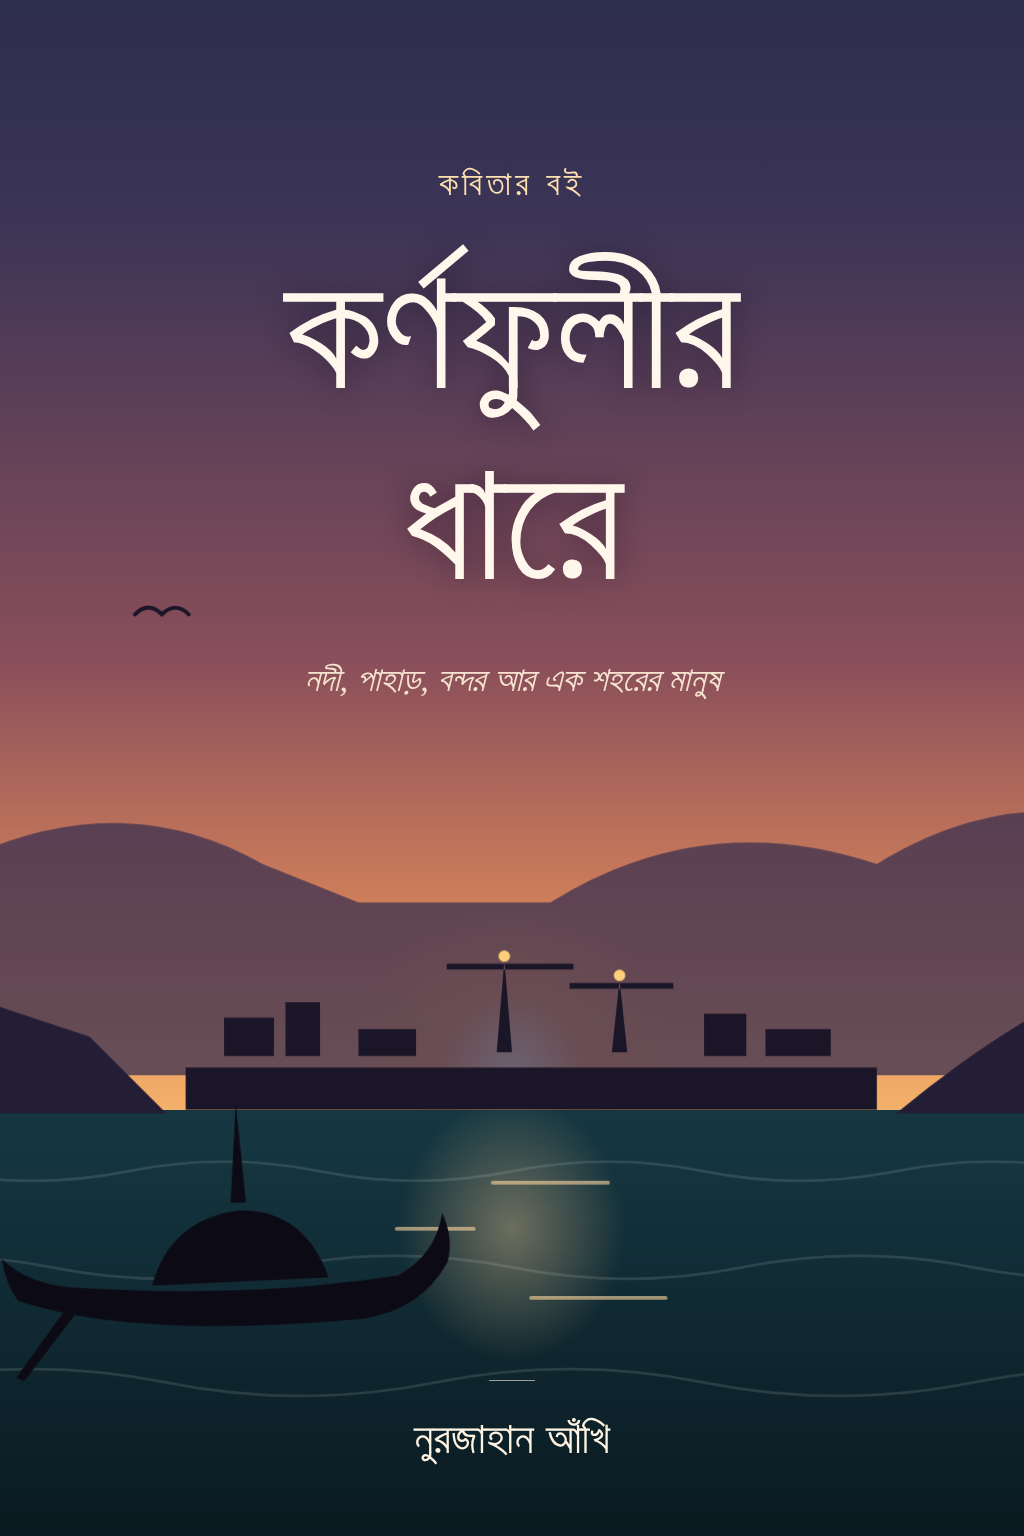 কবিতার বই
কর্ণফুলীর
ধারে
নদী, পাহাড়, বন্দর আর এক শহরের মানুষ
নুরজাহান আঁখি